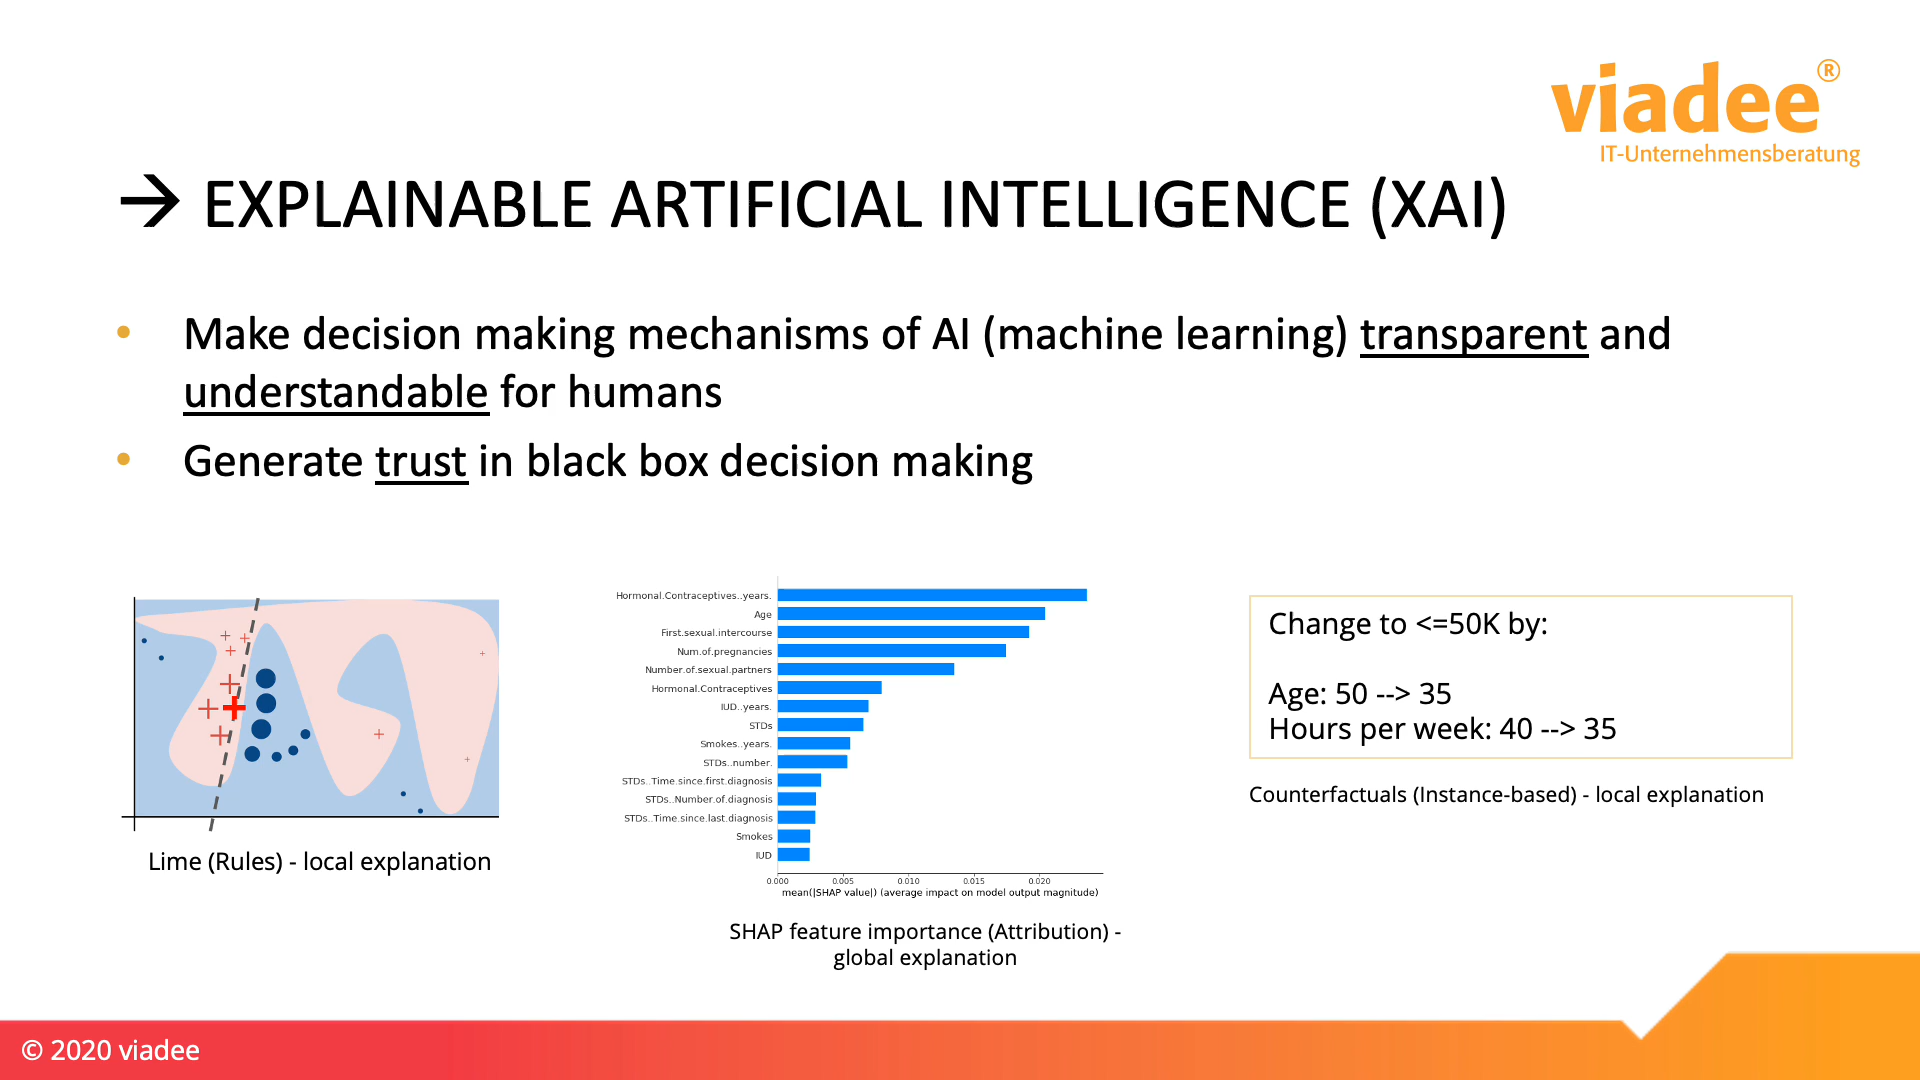 viadee®
IT-Unternehmensberatung
→ EXPLAINABLE ARTIFICIAL INTELLIGENCE (XAI)
• Make decision making mechanisms of AI (machine learning) transparent and
understandable for humans
• Generate trust in black box decision making
Lime (Rules) - local explanation
Hormonal.Contraceptives..years.
Age
First.sexual.intercourse
Num.of.pregnancies
Number.of.sexual.partners
Hormonal.Contraceptives
IUD..years.
STDs
Smokes..years.
STDs..number.
STDs..Time.since.first.diagnosis
STDs..Number.of.diagnosis
STDs..Time.since.last.diagnosis
Smokes
IUD
0.000 0.005 0.010 0.015 0.020
mean(|SHAP value|) (average impact on model output magnitude)
SHAP feature importance (Attribution) -
global explanation
Change to <=50K by:
Age: 50 --> 35
Hours per week: 40 --> 35
Counterfactuals (Instance-based) - local explanation
© 2020 viadee